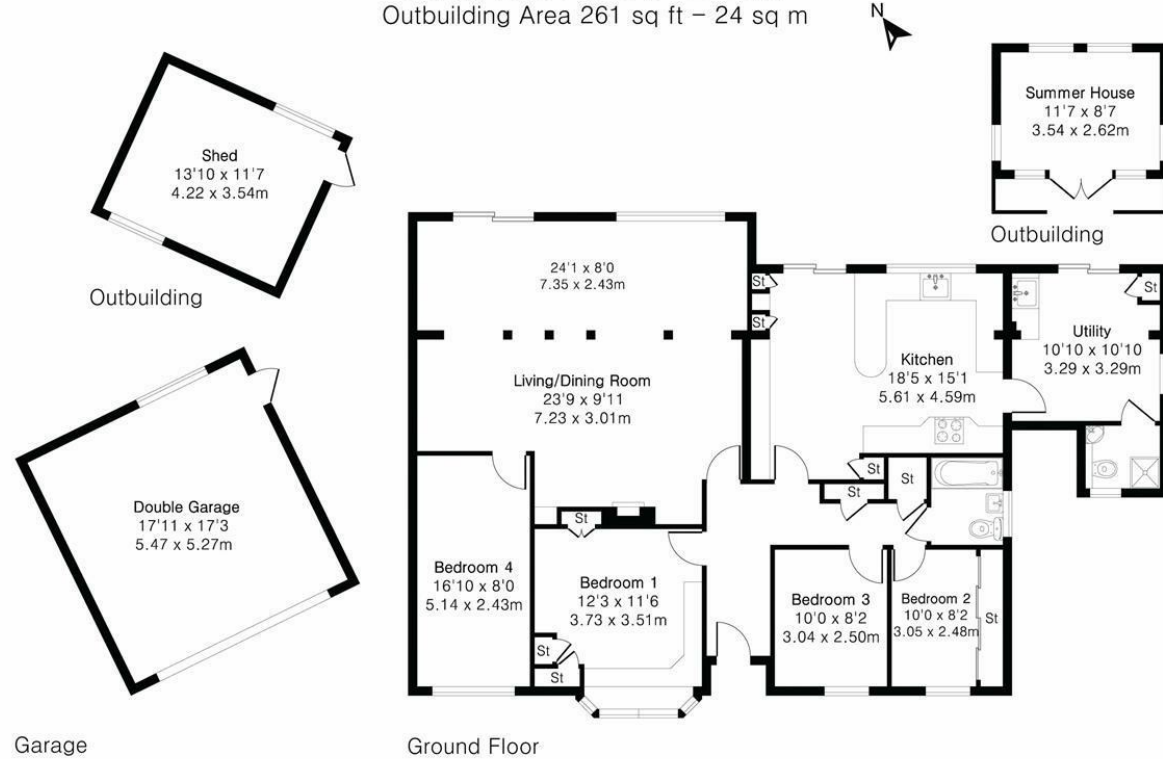 Outbuilding Area 261 sq ft – 24 sq m
N
Summer House
11'7 x 8'7
3.54 x 2.62m
Outbuilding
Shed
13'10 x 11'7
4.22 x 3.54m
Outbuilding
24'1 x 8'0
7.35 x 2.43m
St
St
St
Living/Dining Room
23'9 x 9'11
7.23 x 3.01m
Kitchen
18'5 x 15'1
5.61 x 4.59m
Utility
10'10 x 10'10
3.29 x 3.29m
Double Garage
17'11 x 17'3
5.47 x 5.27m
St
St
St
St
Bedroom 4
16'10 x 8'0
5.14 x 2.43m
Bedroom 1
12'3 x 11'6
3.73 x 3.51m
Bedroom 3
10'0 x 8'2
3.04 x 2.50m
Bedroom 2
10'0 x 8'2
3.05 x 2.48m
St
St
St
Garage
Ground Floor